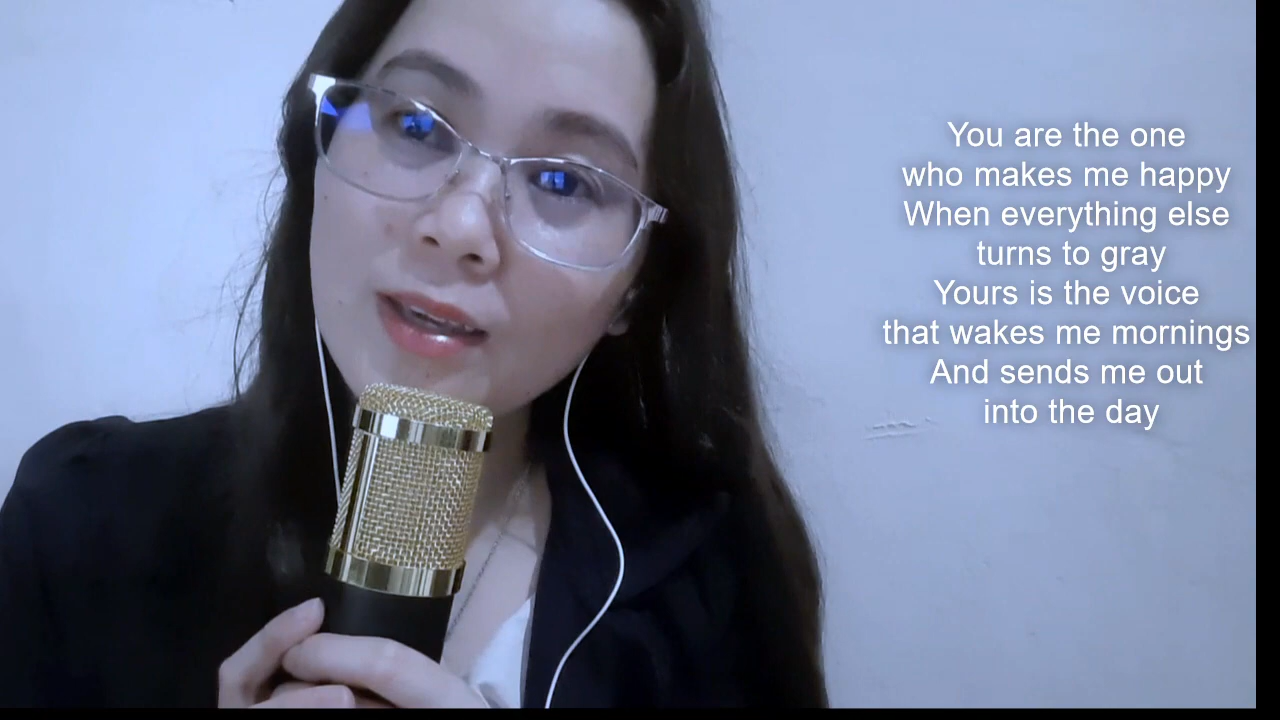 You are the one
who makes me happy
When everything else
turns to gray
Yours is the voice
that wakes me mornings
And sends me out
into the day